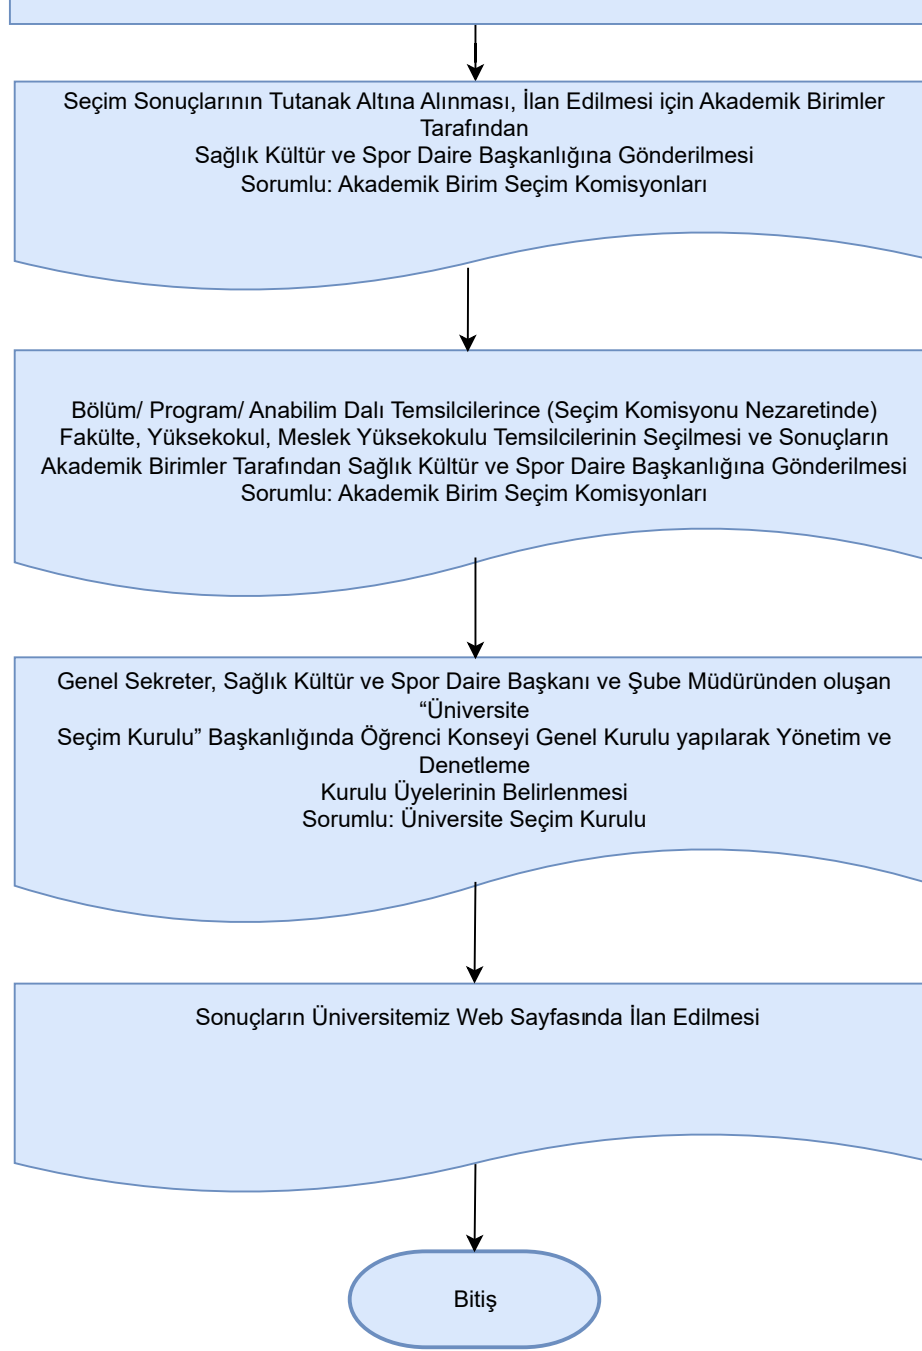 Seçim Sonuçlarının Tutanak Altına Alınması, İlan Edilmesi için Akademik Birimler
Tarafından
Sağlık Kültür ve Spor Daire Başkanlığına Gönderilmesi
Sorumlu: Akademik Birim Seçim Komisyonları
Bölüm/ Program/ Anabilim Dalı Temsilcilerince (Seçim Komisyonu Nezaretinde)
Fakülte, Yüksekokul, Meslek Yüksekokulu Temsilcilerinin Seçilmesi ve Sonuçların
Akademik Birimler Tarafından Sağlık Kültür ve Spor Daire Başkanlığına Gönderilmesi
Sorumlu: Akademik Birim Seçim Komisyonları
Genel Sekreter, Sağlık Kültür ve Spor Daire Başkanı ve Şube Müdüründen oluşan
“Üniversite
Seçim Kurulu” Başkanlığında Öğrenci Konseyi Genel Kurulu yapılarak Yönetim ve
Denetleme
Kurulu Üyelerinin Belirlenmesi
Sorumlu: Üniversite Seçim Kurulu
Sonuçların Üniversitemiz Web Sayfasında İlan Edilmesi
Bitiş